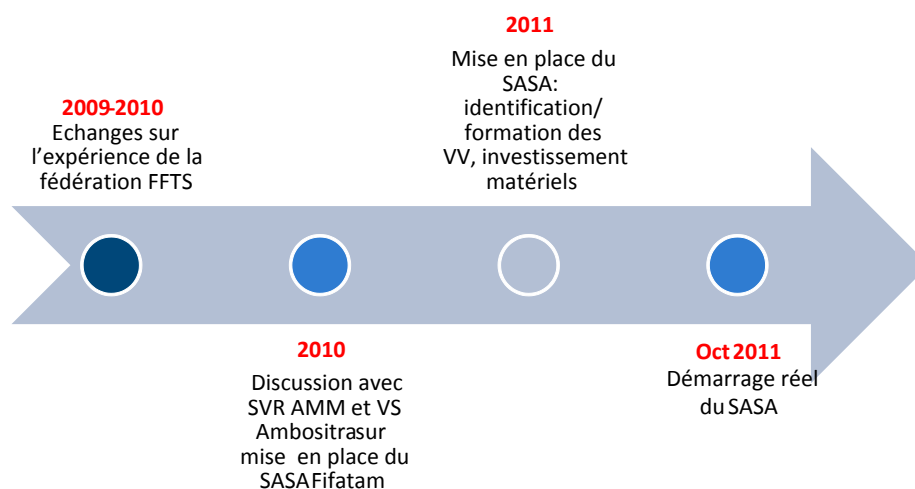 2009-2010
Echanges sur
l’expérience de la
fédération FFTS
2010
Discussion avec
SVR AMM et VS
Ambositrasur
mise en place du
SASAFifatam
2011
Mise en place du
SASA:
identification/
formation des
VV, investissement
matériels
Oct 2011
Démarrage réel
du SASA